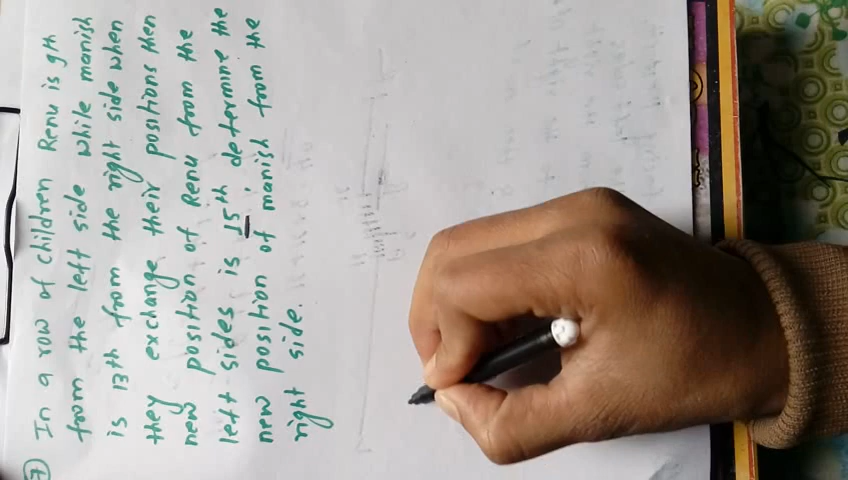 7 In a row of children Renu is 9th
from the left side while manish
is 13th from the right side when
they exchange their positions then
new position of Renu from the
left sides is 15th determine the
new position of manish from the
right side.